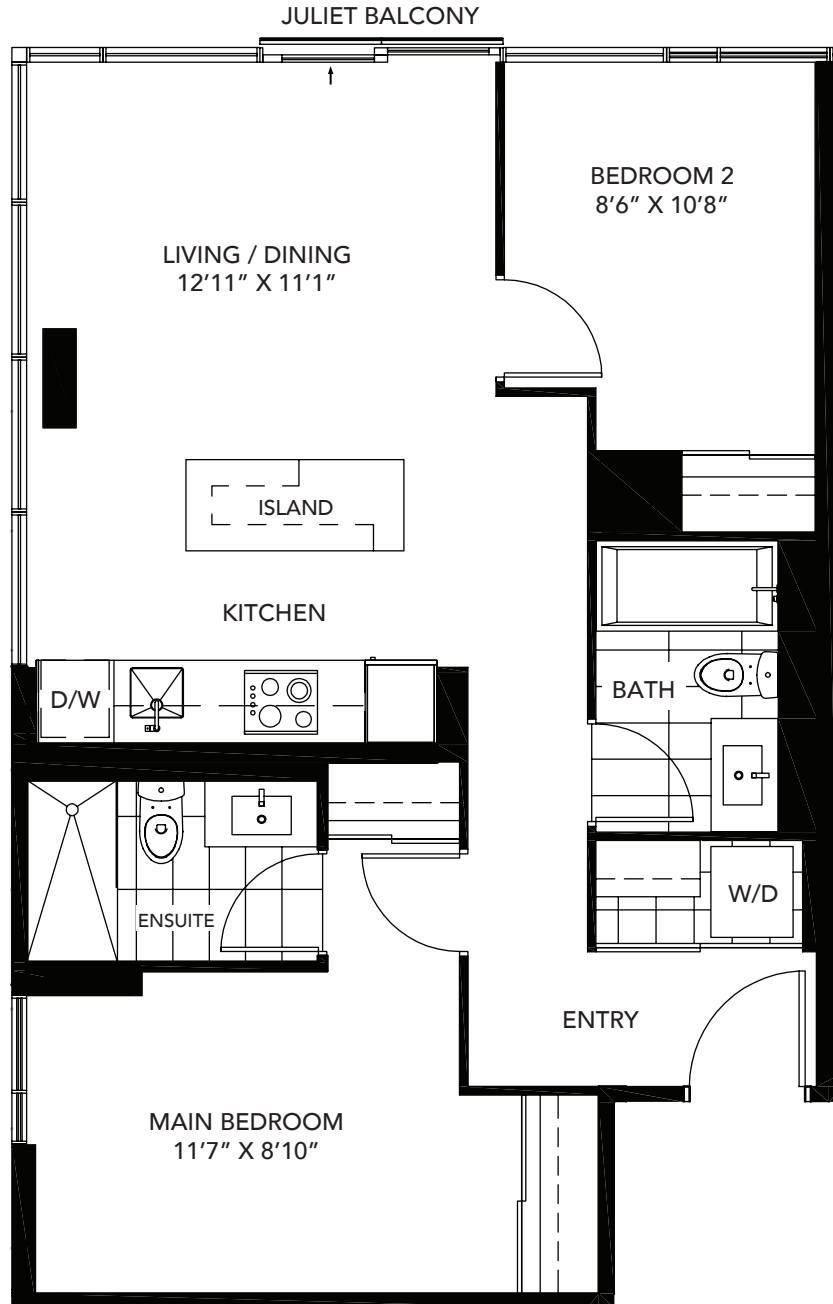 JULIET BALCONY
BEDROOM 2
8’6” X 10’8”
LIVING / DINING
12’11” X 11’1”
ISLAND
KITCHEN
D/W
BATH
W/D
ENSUITE
ENTRY
MAIN BEDROOM
11’7” X 8’10”